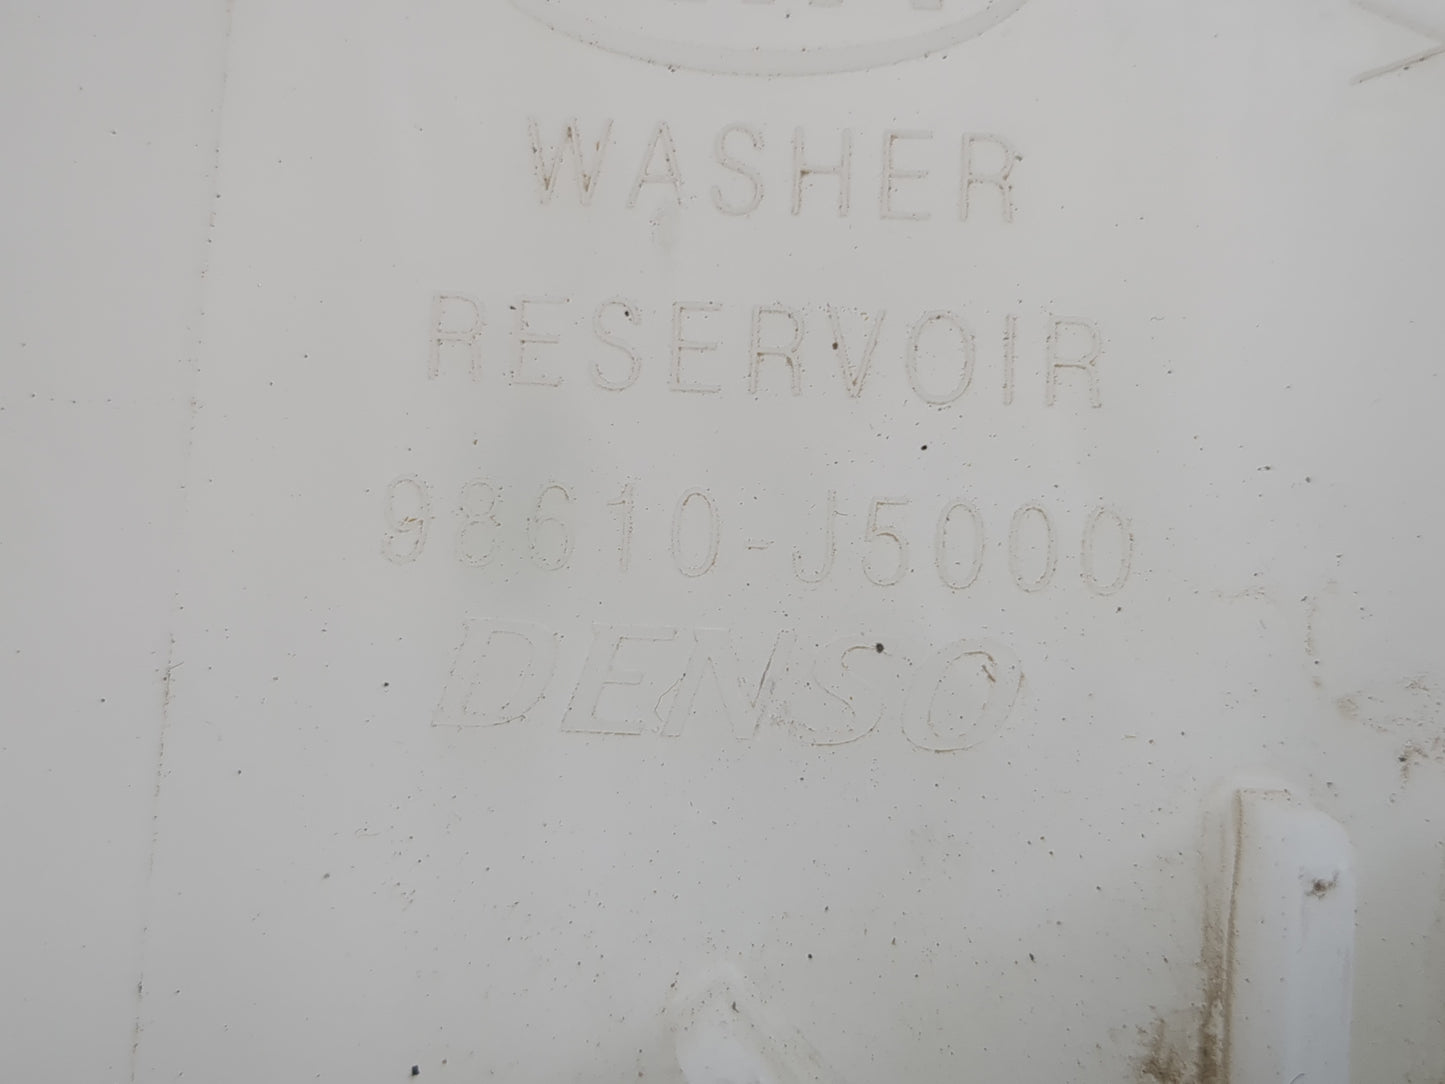 WASHER
RESERVOIR
98610-J5000
DENSO